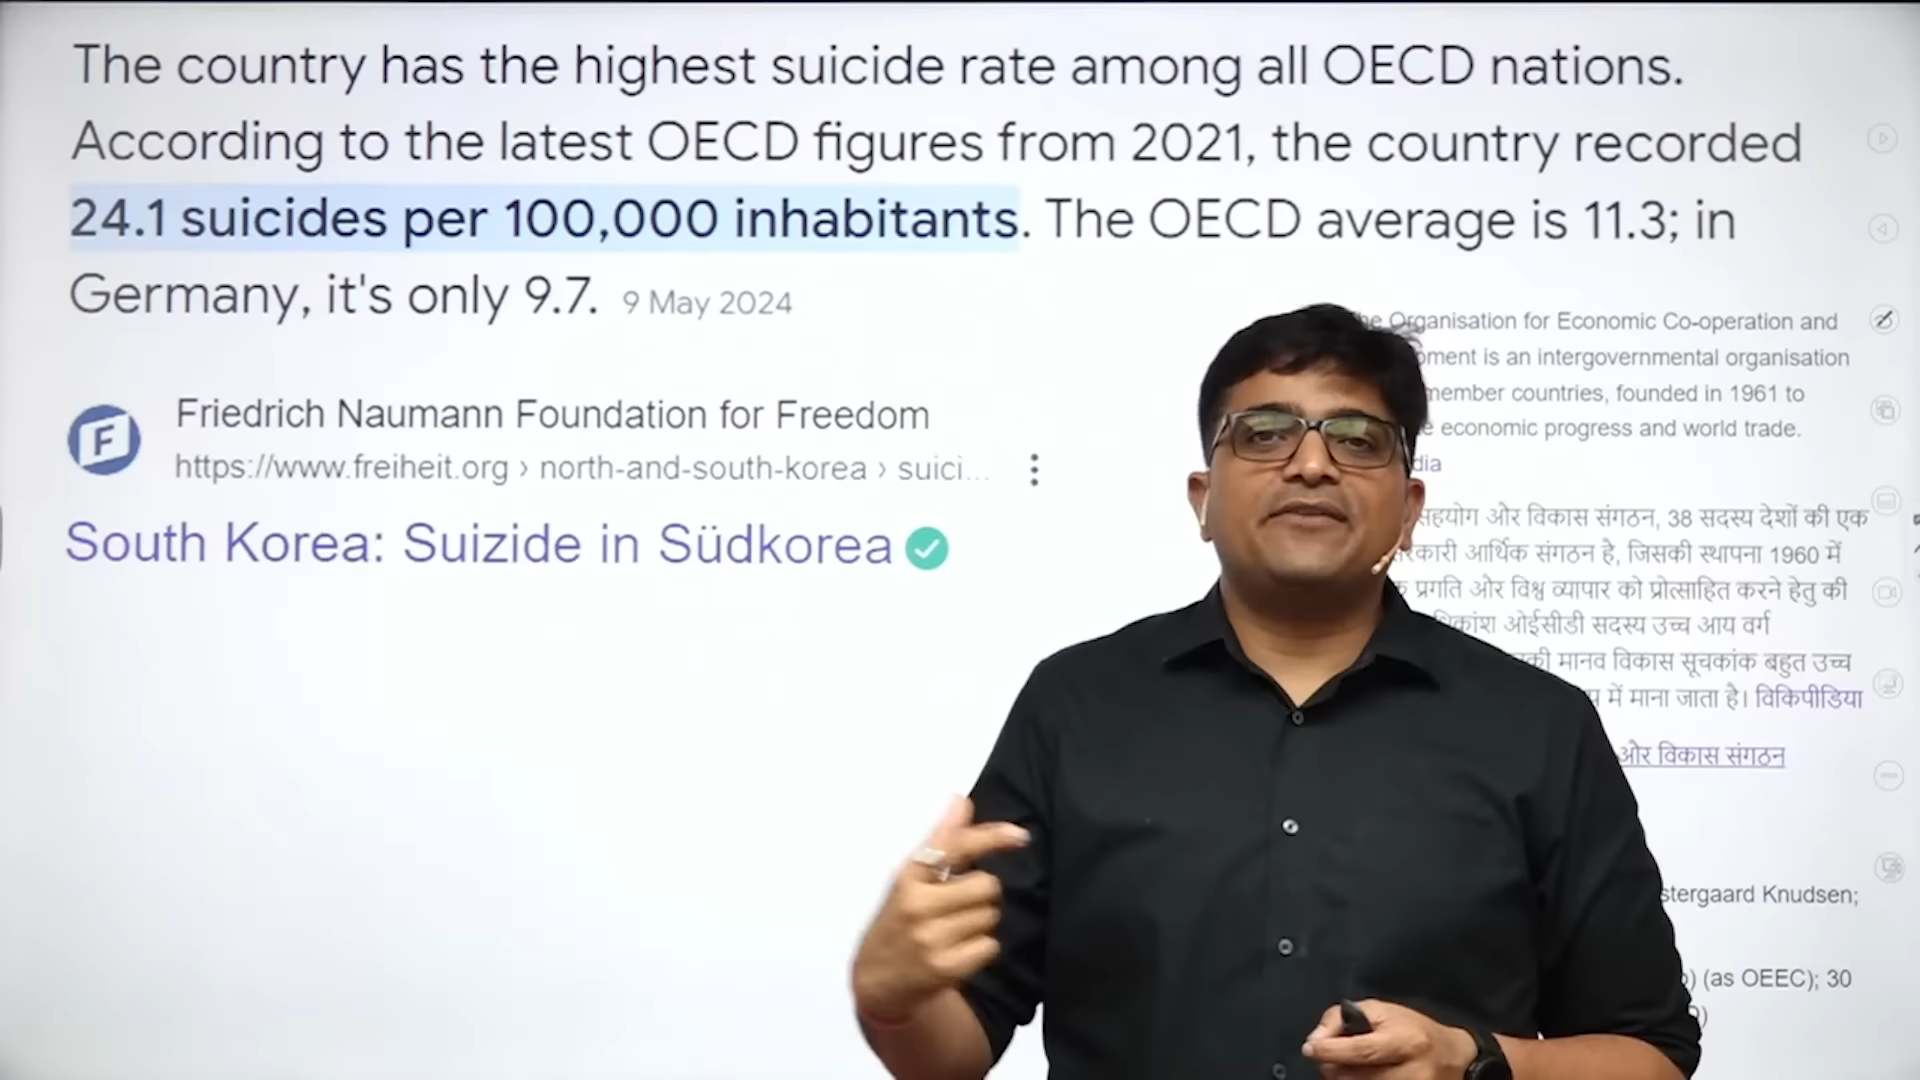 The country has the highest suicide rate among all OECD nations.
According to the latest OECD figures from 2021, the country recorded
24.1 suicides per 100,000 inhabitants. The OECD average is 11.3; in
Germany, it's only 9.7. 9 May 2024
Friedrich Naumann Foundation for Freedom
https://www.freiheit.org › north-and-south-korea › suici...
South Korea: Suizide in Südkorea
F
Organisation for Economic Co-operation and
is an intergovernmental organisation
member countries, founded in 1961 to
economic progress and world trade.
सहयोग और विकास संगठन, 38 सदस्य देशों की एक
आर्थिक संगठन है, जिसकी स्थापना 1960 में
प्रगति और विश्व व्यापार को प्रोत्साहित करने हेतु की
ओईसीडी सदस्य उच्च आय वर्ग
मानव विकास सूचकांक बहुत उच्च
में माना जाता है। विकिपीडिया
और विकास संगठन
Knudsen;
(as OEEC); 30